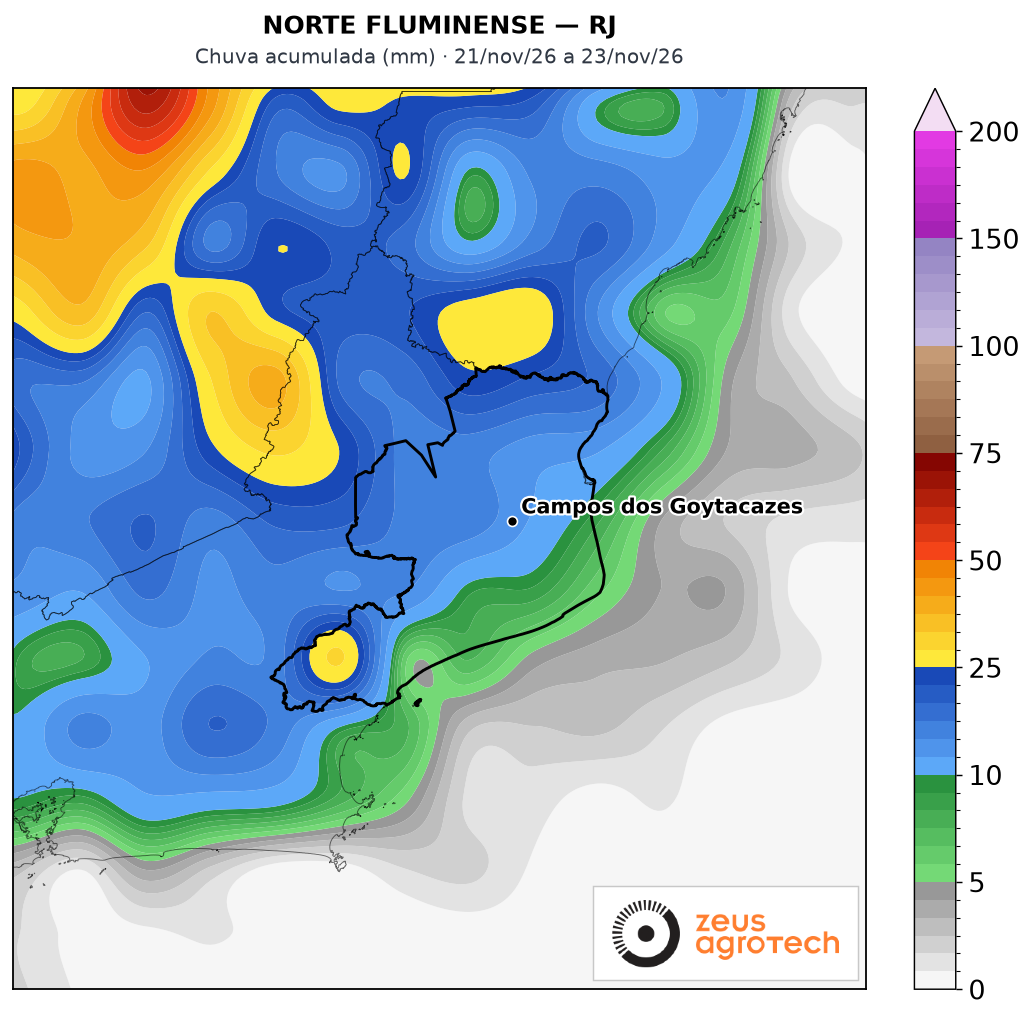 NORTE FLUMINENSE — RJ
Chuva acumulada (mm) · 21/nov/26 a 23/nov/26
200
150
100
75
50
25
10
5
0
Campos dos Goytacazes
zeus
agrotech